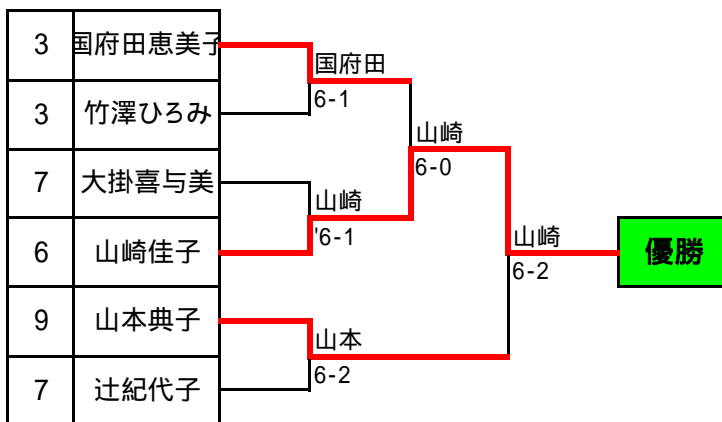 3 国府田恵美子
国府田
6-1
3 竹澤ひろみ
山崎
6-0
7 大掛喜与美
山崎
'6-1
6 山崎佳子
山崎
6-2
優勝
9 山本典子
山本
6-2
7 辻紀代子